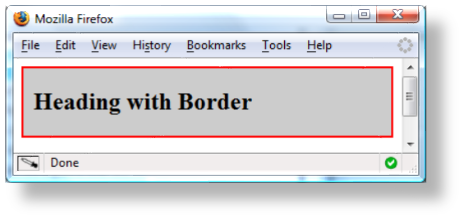 Mozilla Firefox
File Edit View History Bookmarks Tools Help
Heading with Border
Done